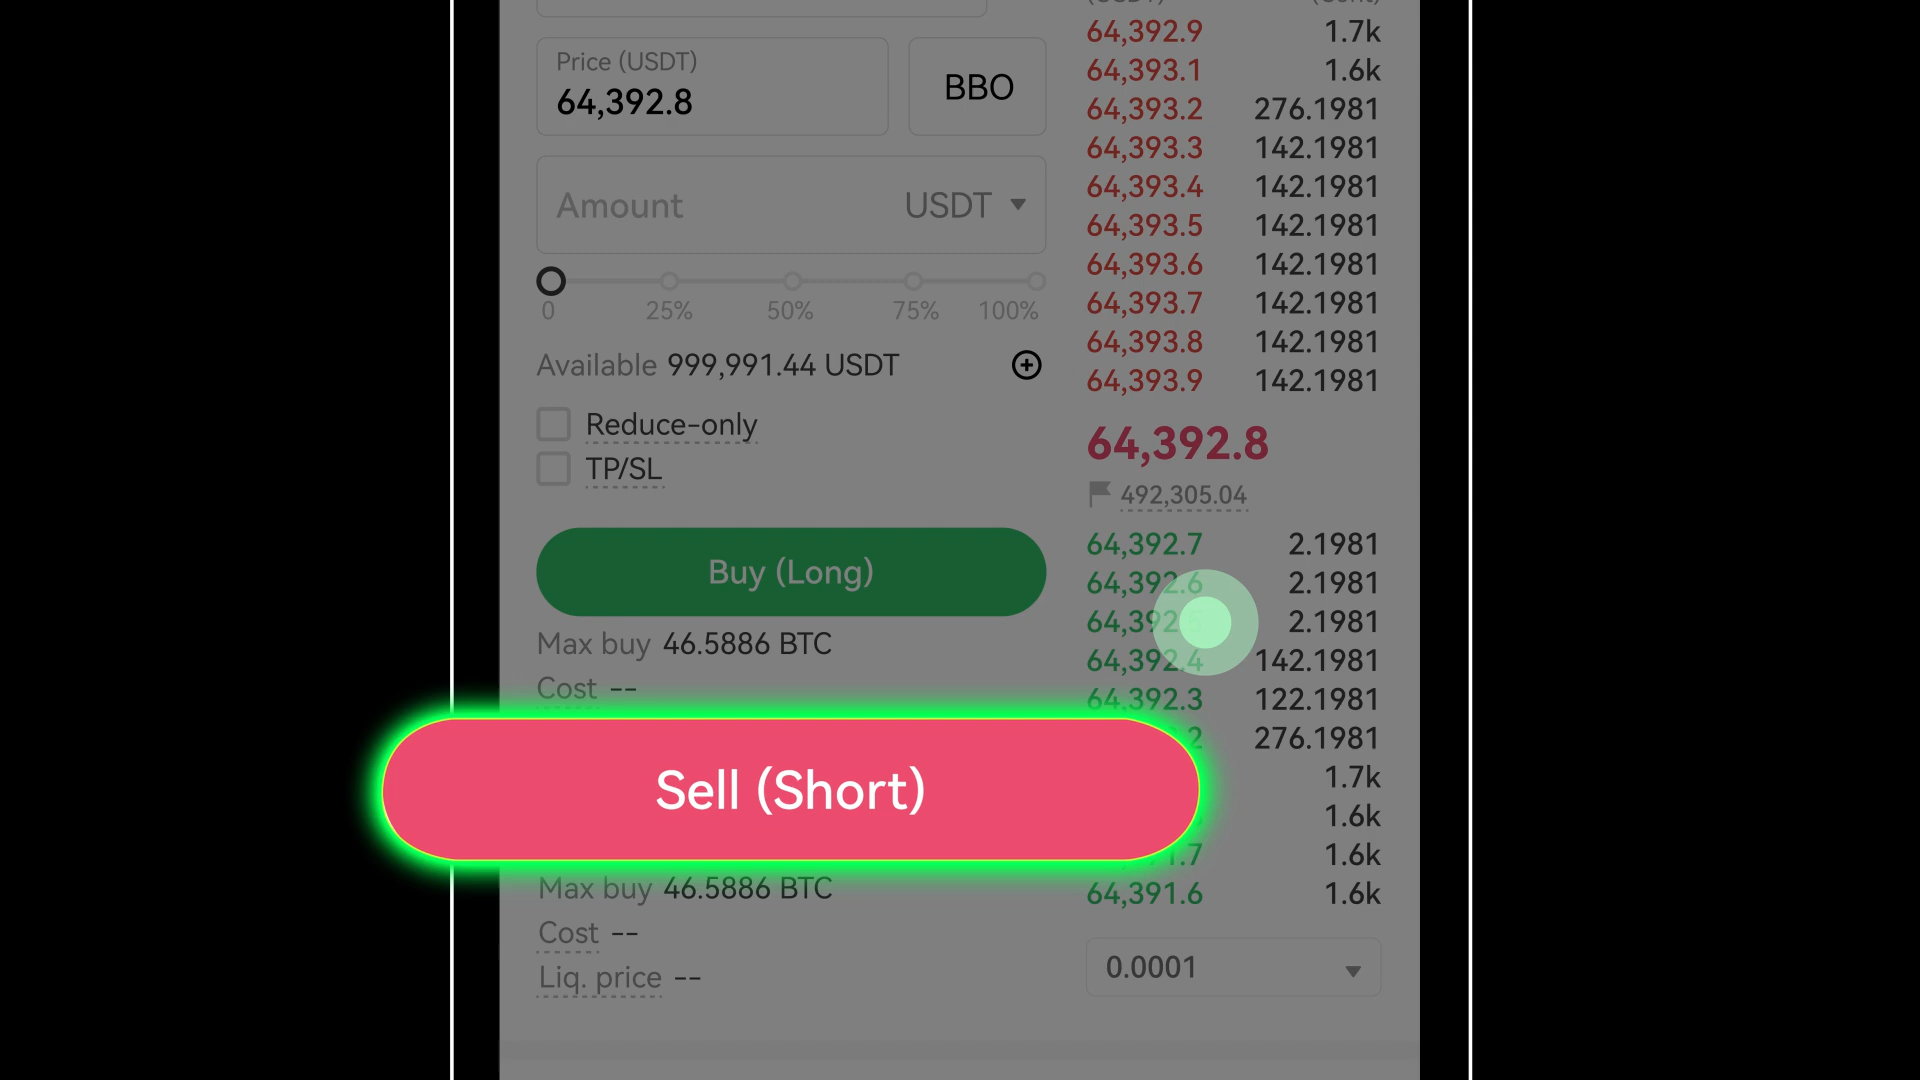 Price (USDT)
64,392.8
BBO
Amount
USDT
0 25% 50% 75% 100%
Available 999,991.44 USDT
Reduce-only
TP/SL
Buy (Long)
Max buy 46.5886 BTC
Cost --
Sell (Short)
Max buy 46.5886 BTC
Cost --
Liq. price --
64,392.9 1.7k
64,393.1 1.6k
64,393.2 276.1981
64,393.3 142.1981
64,393.4 142.1981
64,393.5 142.1981
64,393.6 142.1981
64,393.7 142.1981
64,393.8 142.1981
64,393.9 142.1981
64,392.8
492,305.04
64,392.7 2.1981
64,392.6 2.1981
2.1981
64,392.4 142.1981
64,392.3 122.1981
276.1981
1.7k
1.6k
1.6k
64,391.6 1.6k
0.0001